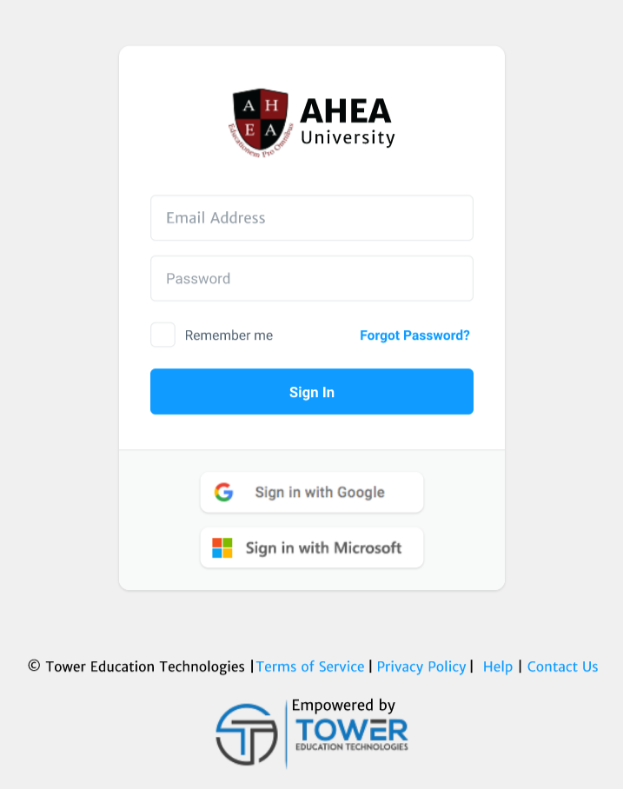 A H
E A
Educationem Pro Omnibus
AHEA
University
Email Address
Password
Remember me
Forgot Password?
Sign In
Sign in with Google
Sign in with Microsoft
© Tower Education Technologies | Terms of Service | Privacy Policy | Help | Contact Us
Empowered by
TOWER
EDUCATION TECHNOLOGIES